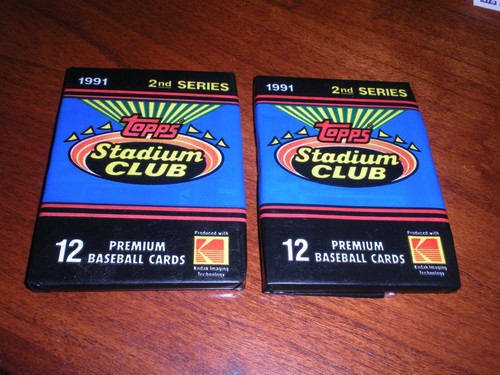 1991 2nd SERIES
Topps
Stadium
CLUB
12 PREMIUM
BASEBALL CARDS
Produced with
Kodak Imaging
Technology
1991 2nd SERIES
Topps
Stadium
CLUB
12 PREMIUM
BASEBALL CARDS
Produced with
Kodak Imaging
Technology